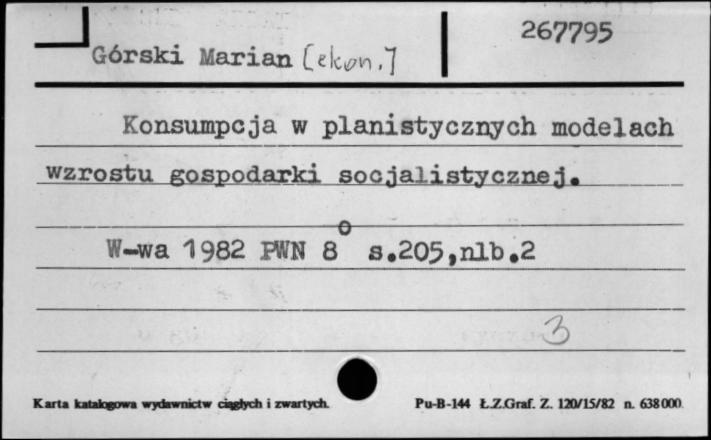 267795
Górski Marian [ekon.]
Konsumpcja w planistycznych modelach
wzrostu gospodarki socjalistycznej.
W-wa 1982 PWN 8° s.205,nlb.2
3
Karta katalogowa wydawnictw ciągłych i zwartych. Pu-B-144 Ł.Z.Graf. Z. 120/15/82 n. 638000